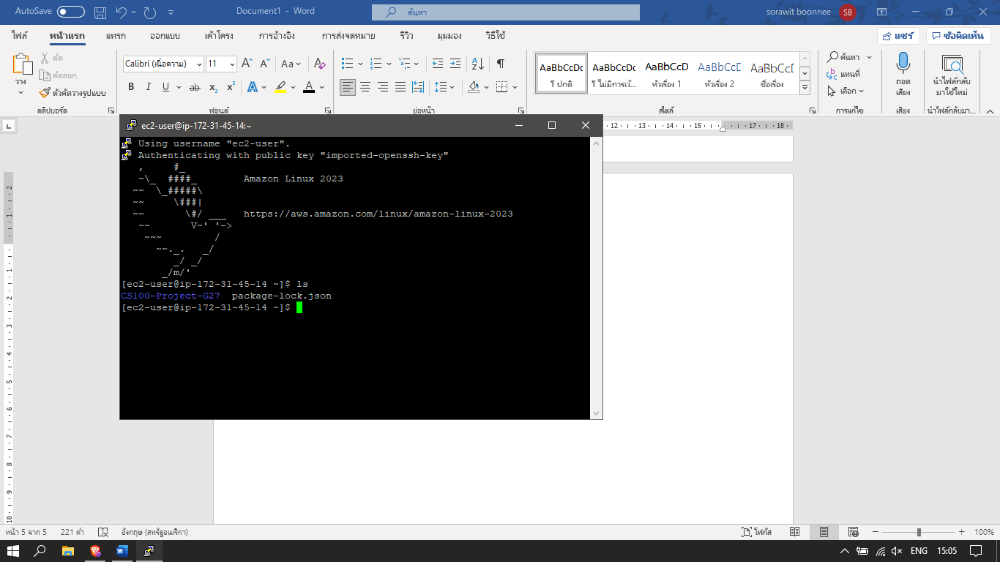 AutoSave Document1 - Word ค้นหา sorawit boonnee SB
ไฟล์ หน้าแรก แทรก ออกแบบ เค้าโครง การอ้างอิง การส่งจดหมาย รีวิว มุมมอง วิธีใช้ แชร์ ข้อคิดเห็น
วาง
ตัด
คัดลอก
ตัวคัดวางรูปแบบ
คลิปบอร์ด
Calibri (เนื้อความ) 11
ฟอนต์
ย่อหน้า
AaBbCcDc AaBbCcDc AaBbCcD AaBbCcD AaBbCcD
¶ ปกติ ¶ ไม่มีการเว้... หัวเรื่อง 1 หัวเรื่อง 2 ชื่อเรื่อง
สไตล์
ค้นหา
แทนที่
เลือก
การแก้ไข
ถอด
เสียง
เสียง
นำไฟล์กลับ
มาใช้ใหม่
นำไฟล์กลับมา...
12 13 14 15 16 17 18
ec2-user@ip-172-31-45-14:~
Using username "ec2-user".
Authenticating with public key "imported-openssh-key"
   ,     #_
   ~\_  ####_        Amazon Linux 2023
  ~~  \_#####\
  ~~     \###|
  ~~       \#/ ___   https://aws.amazon.com/linux/amazon-linux-2023
   ~~       V~' '->
    ~~~         /
      ~~._.   _/
         _/ _/
       _/m/'
[ec2-user@ip-172-31-45-14 ~]$ ls
CS100-Project-G27  package-lock.json
[ec2-user@ip-172-31-45-14 ~]$
2
1
1
2
3
4
5
6
7
8
9
10
หน้า 5 จาก 5 221 คำ อังกฤษ (สหรัฐอเมริกา) โฟกัส 100%
ENG 15:05